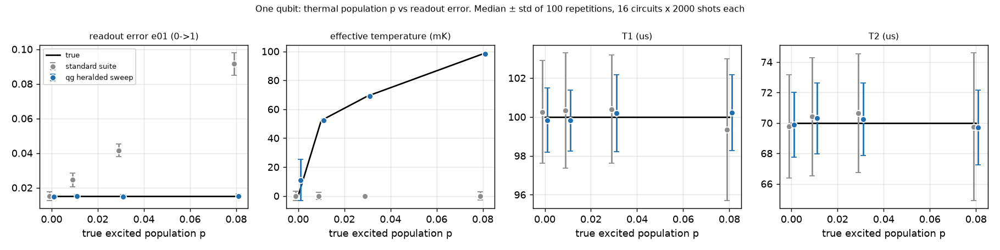 One qubit: thermal population p vs readout error. Median ± std of 100 repetitions, 16 circuits x 2000 shots each
readout error e01 (0->1)
0.10
0.08
0.06
0.04
0.02
true
standard suite
qg heralded sweep
0.00 0.02 0.04 0.06 0.08
true excited population p
effective temperature (mK)
100
80
60
40
20
0
0.00 0.02 0.04 0.06 0.08
true excited population p
T1 (us)
102
100
98
96
0.00 0.02 0.04 0.06 0.08
true excited population p
T2 (us)
74
72
70
68
66
0.00 0.02 0.04 0.06 0.08
true excited population p